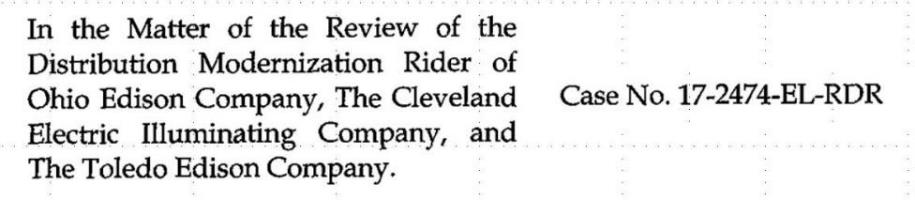 In the Matter of the Review of the
Distribution Modernization Rider of
Ohio Edison Company, The Cleveland
Electric Illuminating Company, and
The Toledo Edison Company.
Case No. 17-2474-EL-RDR